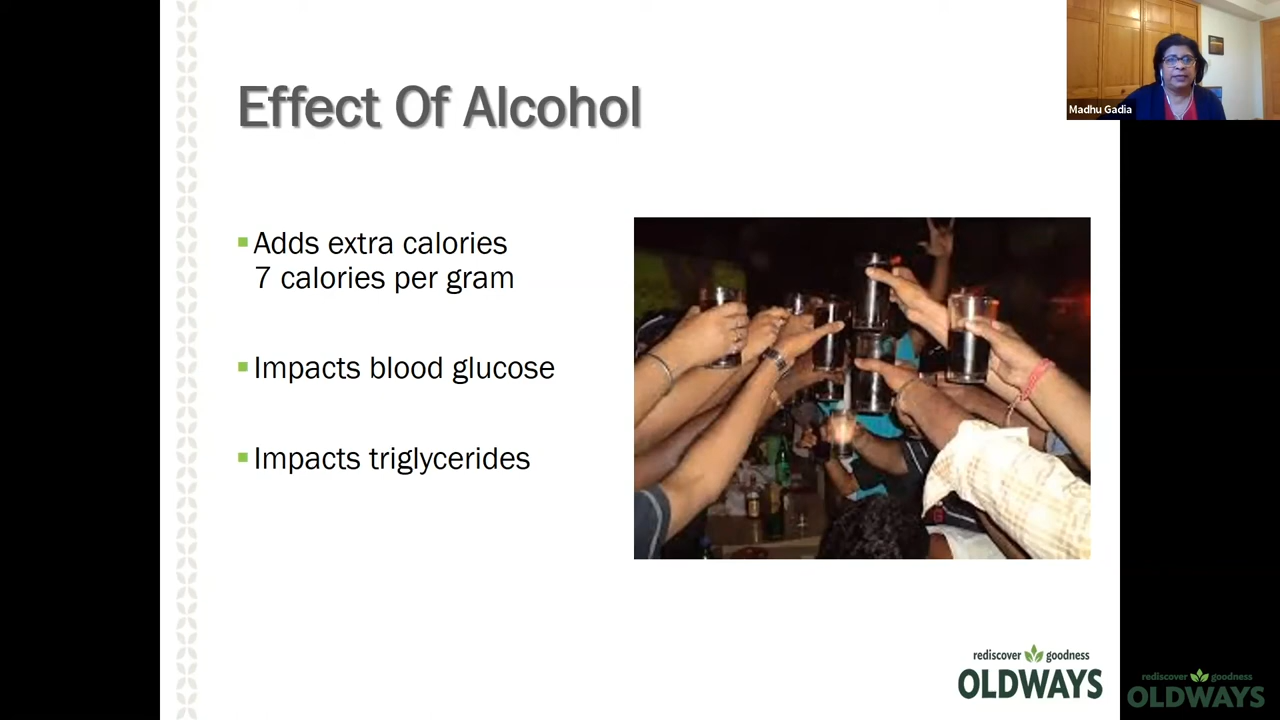 Effect Of Alcohol
Madhu Gadia
Adds extra calories
7 calories per gram
Impacts blood glucose
Impacts triglycerides
rediscover goodness
OLDWAYS
rediscover goodness
OLDWAYS